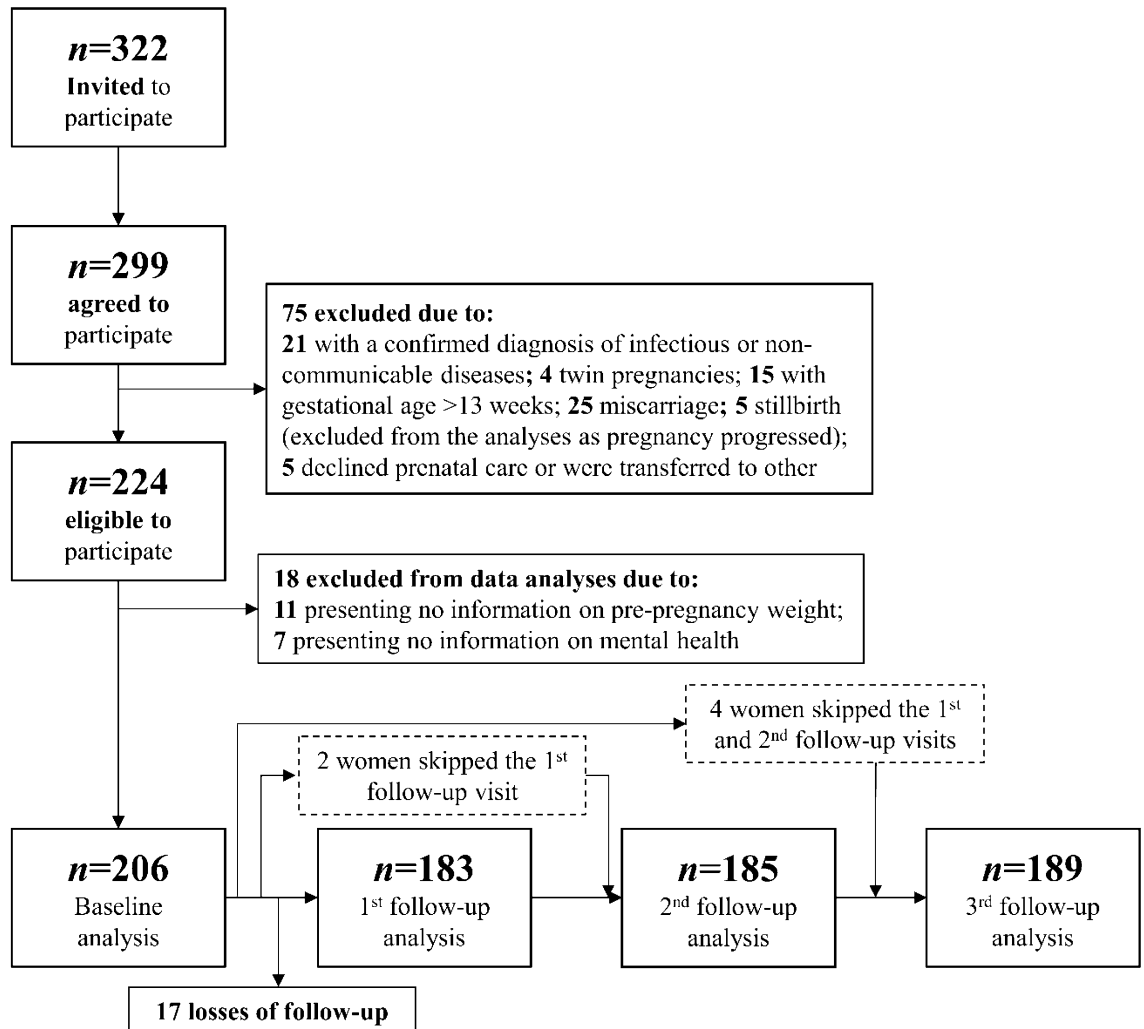 n=322
Invited to
participate
n=299
agreed to
participate
75 excluded due to:
21 with a confirmed diagnosis of infectious or non-
communicable diseases; 4 twin pregnancies; 15 with
gestational age >13 weeks; 25 miscarriage; 5 stillbirth
(excluded from the analyses as pregnancy progressed);
5 declined prenatal care or were transferred to other
n=224
eligible to
participate
18 excluded from data analyses due to:
11 presenting no information on pre-pregnancy weight;
7 presenting no information on mental health
4 women skipped the 1st
and 2nd follow-up visits
2 women skipped the 1st
follow-up visit
n=206
Baseline
analysis
n=183
1st follow-up
analysis
n=185
2nd follow-up
analysis
n=189
3rd follow-up
analysis
17 losses of follow-up